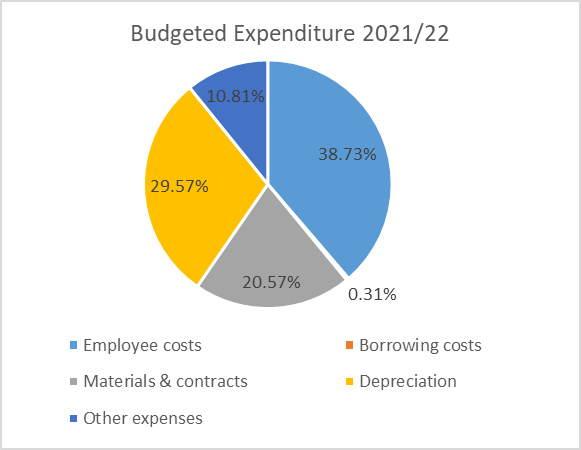 Budgeted Expenditure 2021/22
10.81%
38.73%
29.57%
20.57%
0.31%
Employee costs
Borrowing costs
Materials & contracts
Depreciation
Other expenses